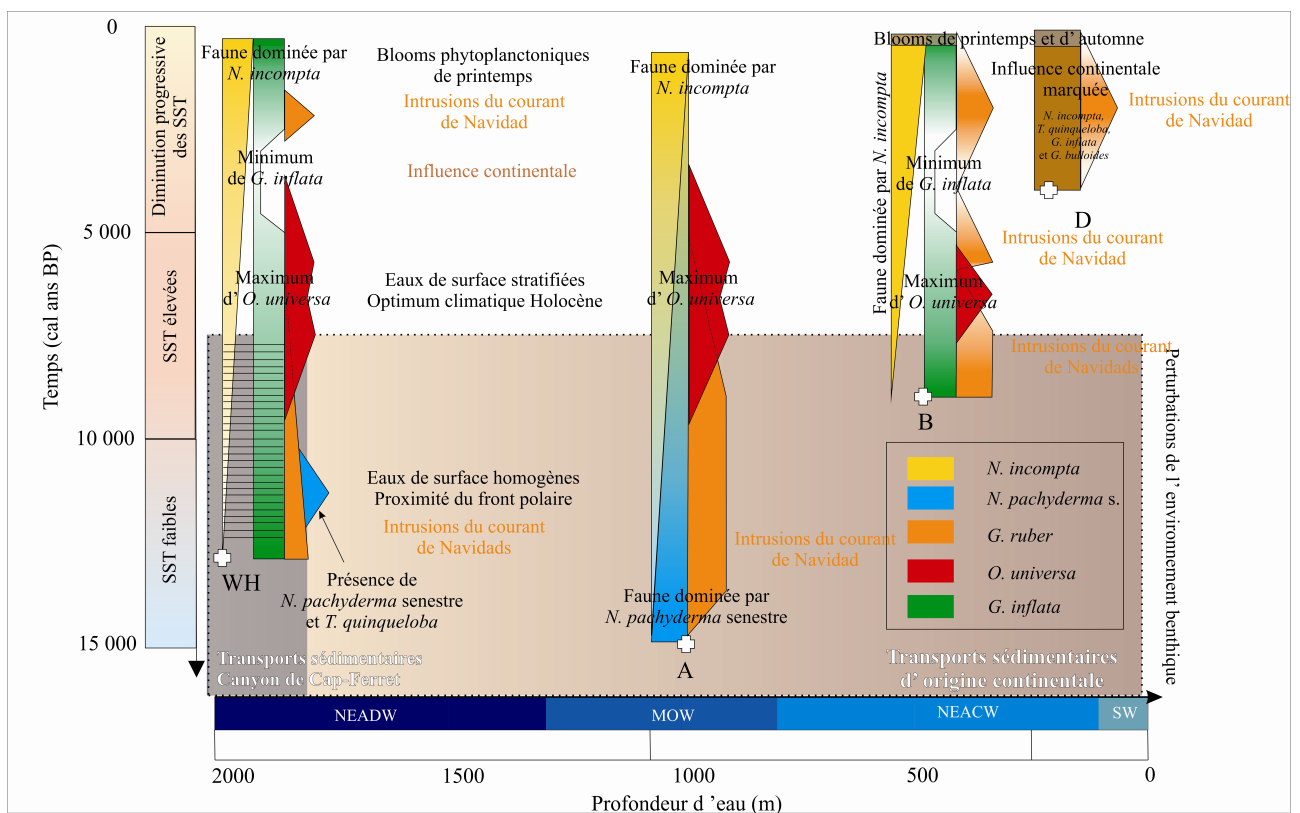 0
5 000
10 000
15 000
Temps (cal ans BP)
Diminution progressive
des SST
SST élevées
SST faibles
Faune dominée par
N. incompta
Minimum
de G. inflata
Maximum
d’ O. universa
WH
Présence de
N. pachyderma senestre
et T. quinqueloba
Transports sédimentaires
Canyon de Cap-Ferret
Blooms phytoplanctoniques
de printemps
Intrusions du courant
de Navidad
Influence continentale
Eaux de surface stratifiées
Optimum climatique Holocène
Eaux de surface homogènes
Proximité du front polaire
Intrusions du courant
de Navidads
Faune dominée par
N. incompta
Maximum
d’ O. universa
Intrusions du courant
de Navidad
Faune dominée par
N. pachyderma senestre
A
Blooms de printemps et d’ automne
Faune dominée par N. incompta
Minimum
de G. inflata
Maximum
d’ O. universa
B
Influence continentale
marquée
N. incompta,
T. quinqueloba,
G. inflata
et G. bulloides
D
Intrusions du courant
de Navidad
Intrusions du courant
de Navidad
Intrusions du courant
de Navidads
N. incompta
N. pachyderma s.
G. ruber
O. universa
G. inflata
Transports sédimentaires
d’ origine continentale
Perturbations de l’ environnement benthique
NEADW
MOW
NEACW
SW
2000
1500
1000
500
0
Profondeur d ’eau (m)